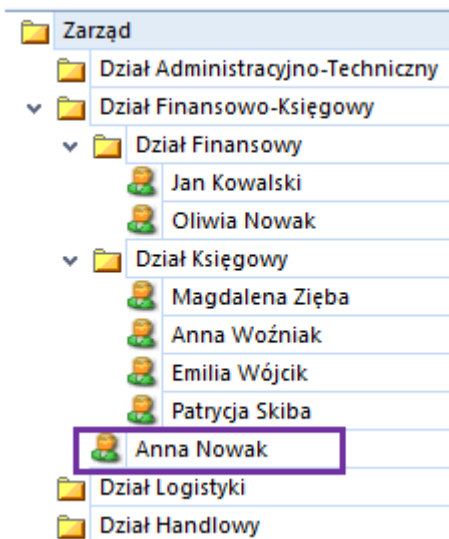 Zarząd
Dział Administracyjno-Techniczny
Dział Finansowo-Księgowy
Dział Finansowy
Jan Kowalski
Oliwia Nowak
Dział Księgowy
Magdalena Zięba
Anna Woźniak
Emilia Wójcik
Patrycja Skiba
Anna Nowak
Dział Logistyki
Dział Handlowy